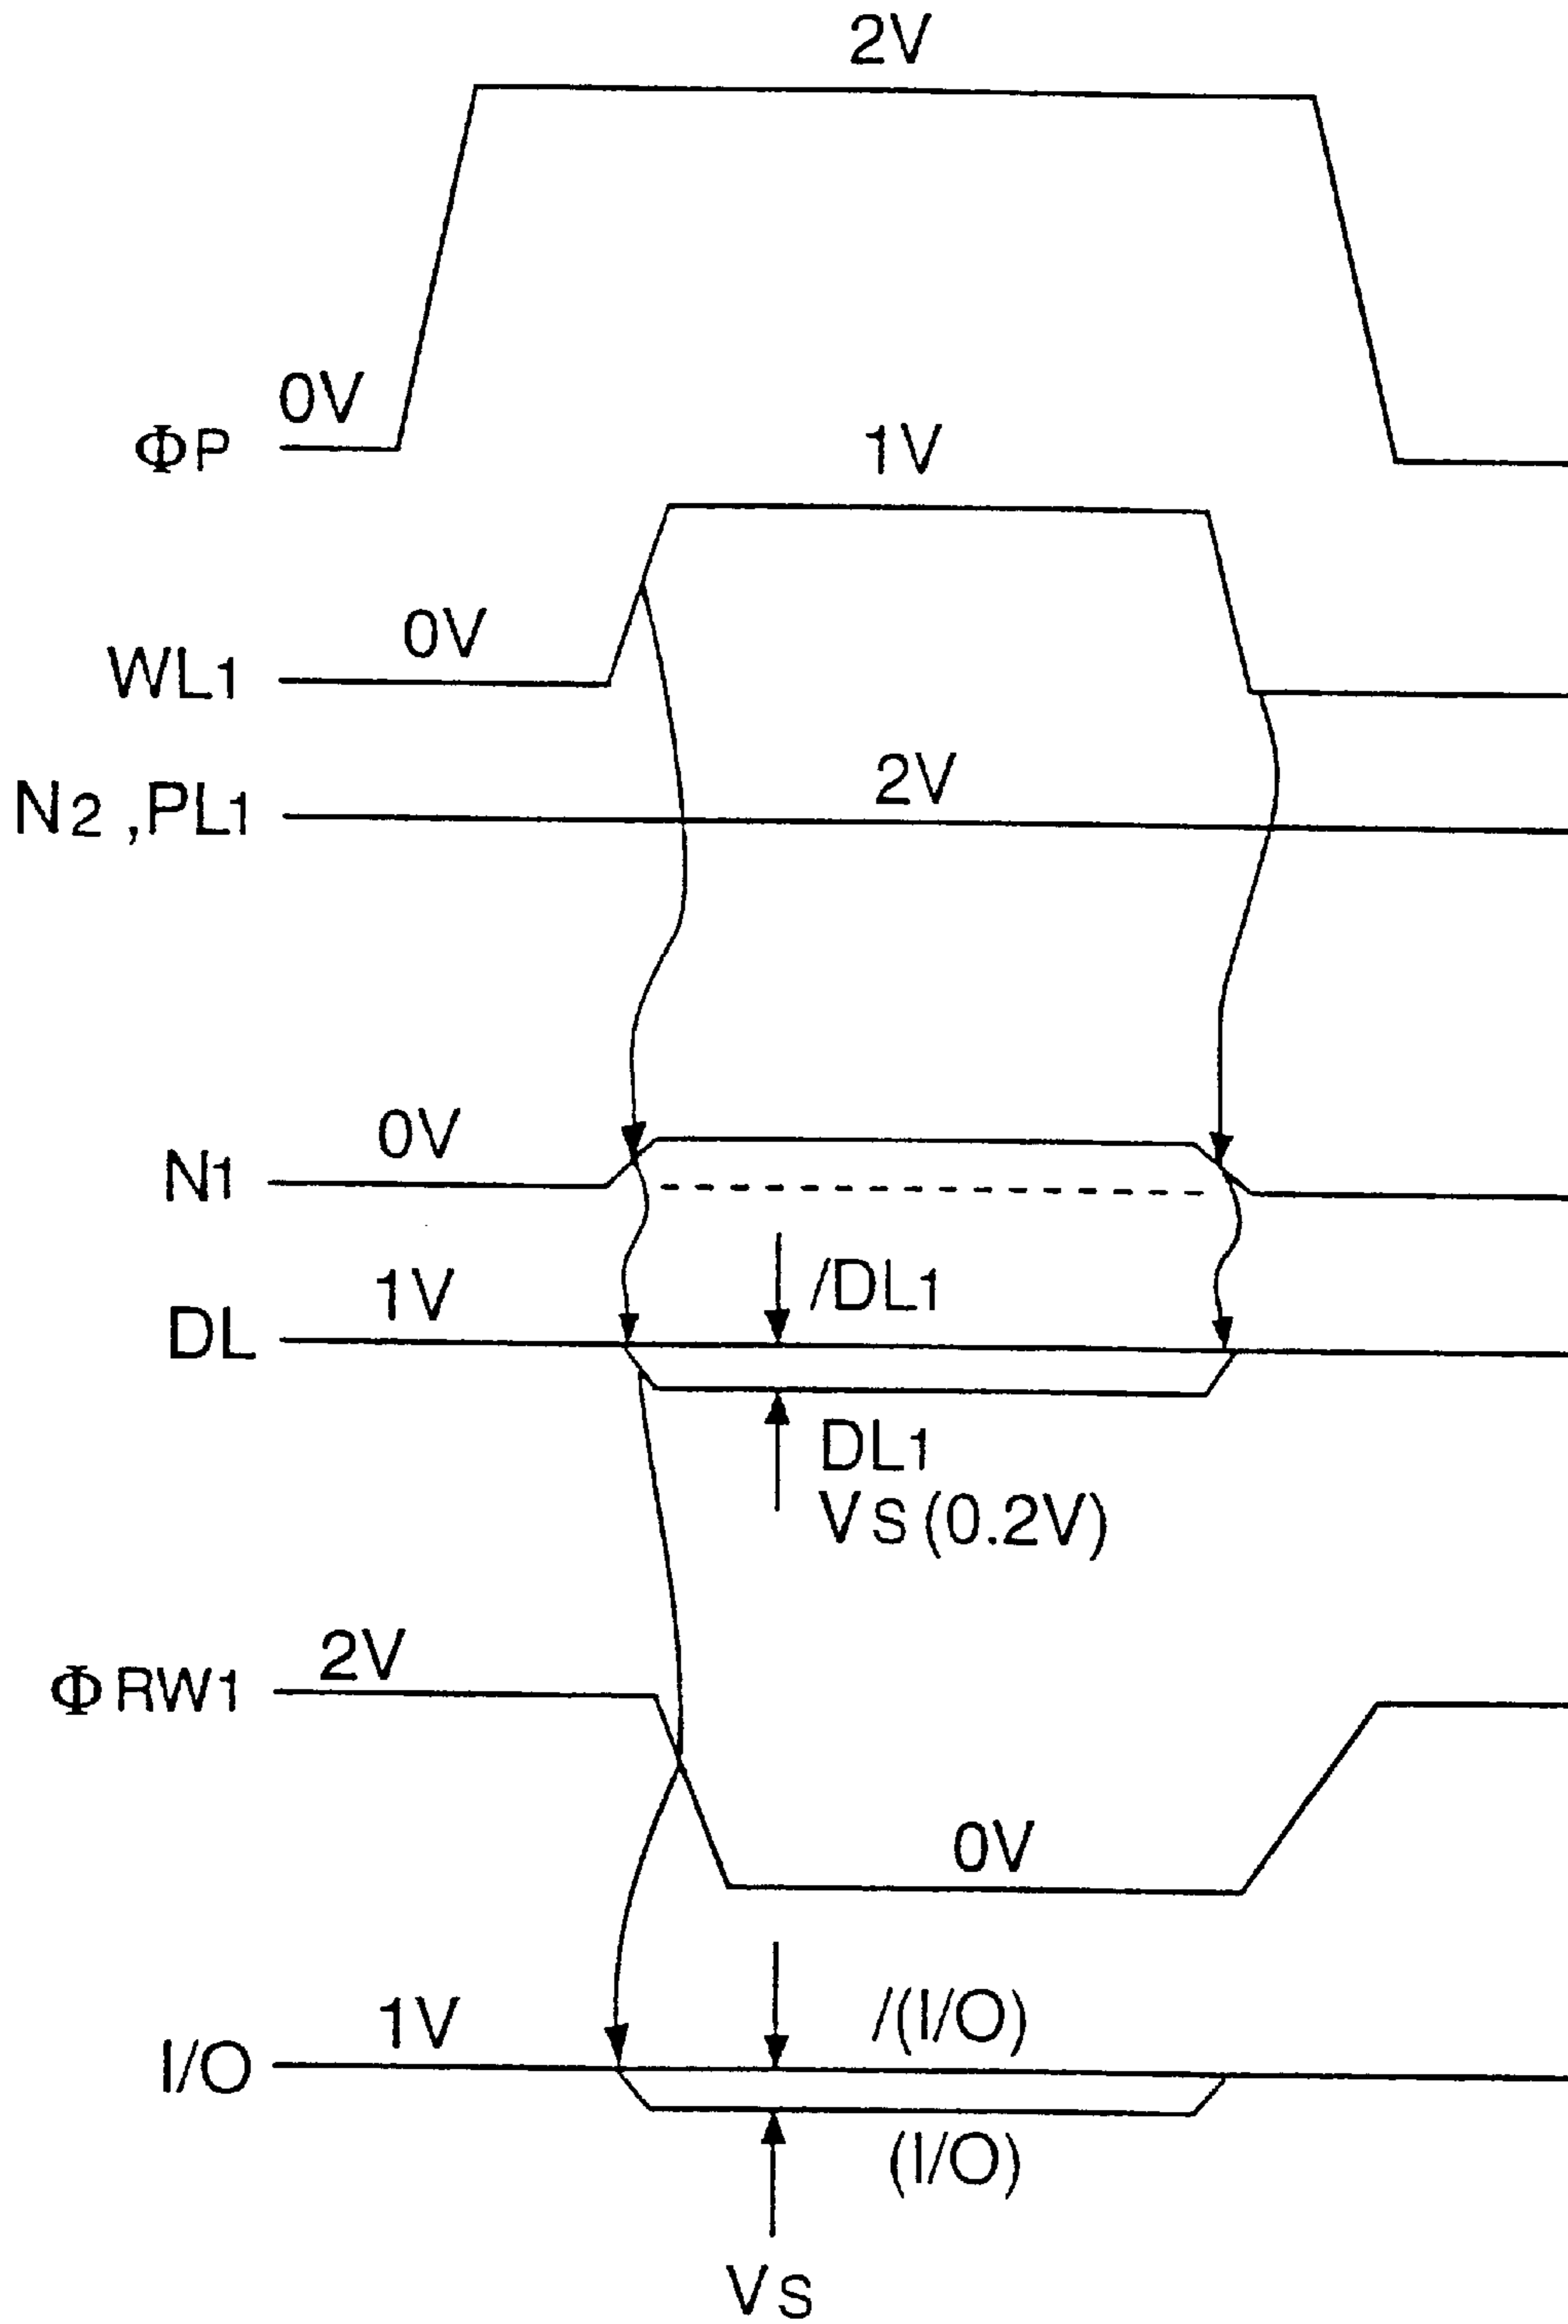 2V
0V
ΦP
1V
0V
WL1
2V
N2 ,PL1
0V
N1
1V
/DL1
DL
DL1
VS (0.2V)
2V
ΦRW1
0V
1V
/(I/O)
I/O
(I/O)
VS